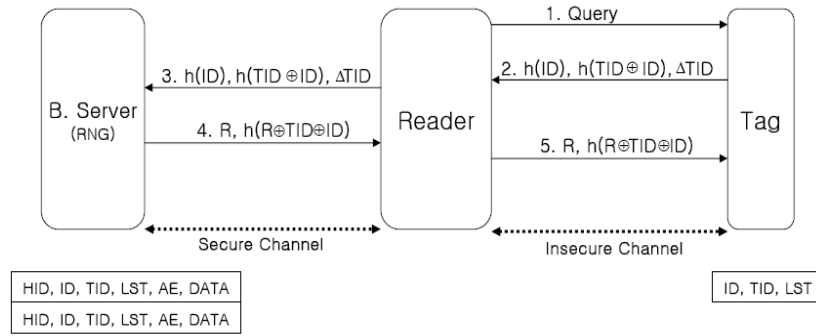 1. Query
3. h(ID), h(TID⊕ID), ΔTID
2. h(ID), h(TID⊕ID), ΔTID
B. Server
(RNG)
Reader
Tag
4. R, h(R⊕TID⊕ID)
5. R, h(R⊕TID⊕ID)
Secure Channel
Insecure Channel
HID, ID, TID, LST, AE, DATA
ID, TID, LST
HID, ID, TID, LST, AE, DATA